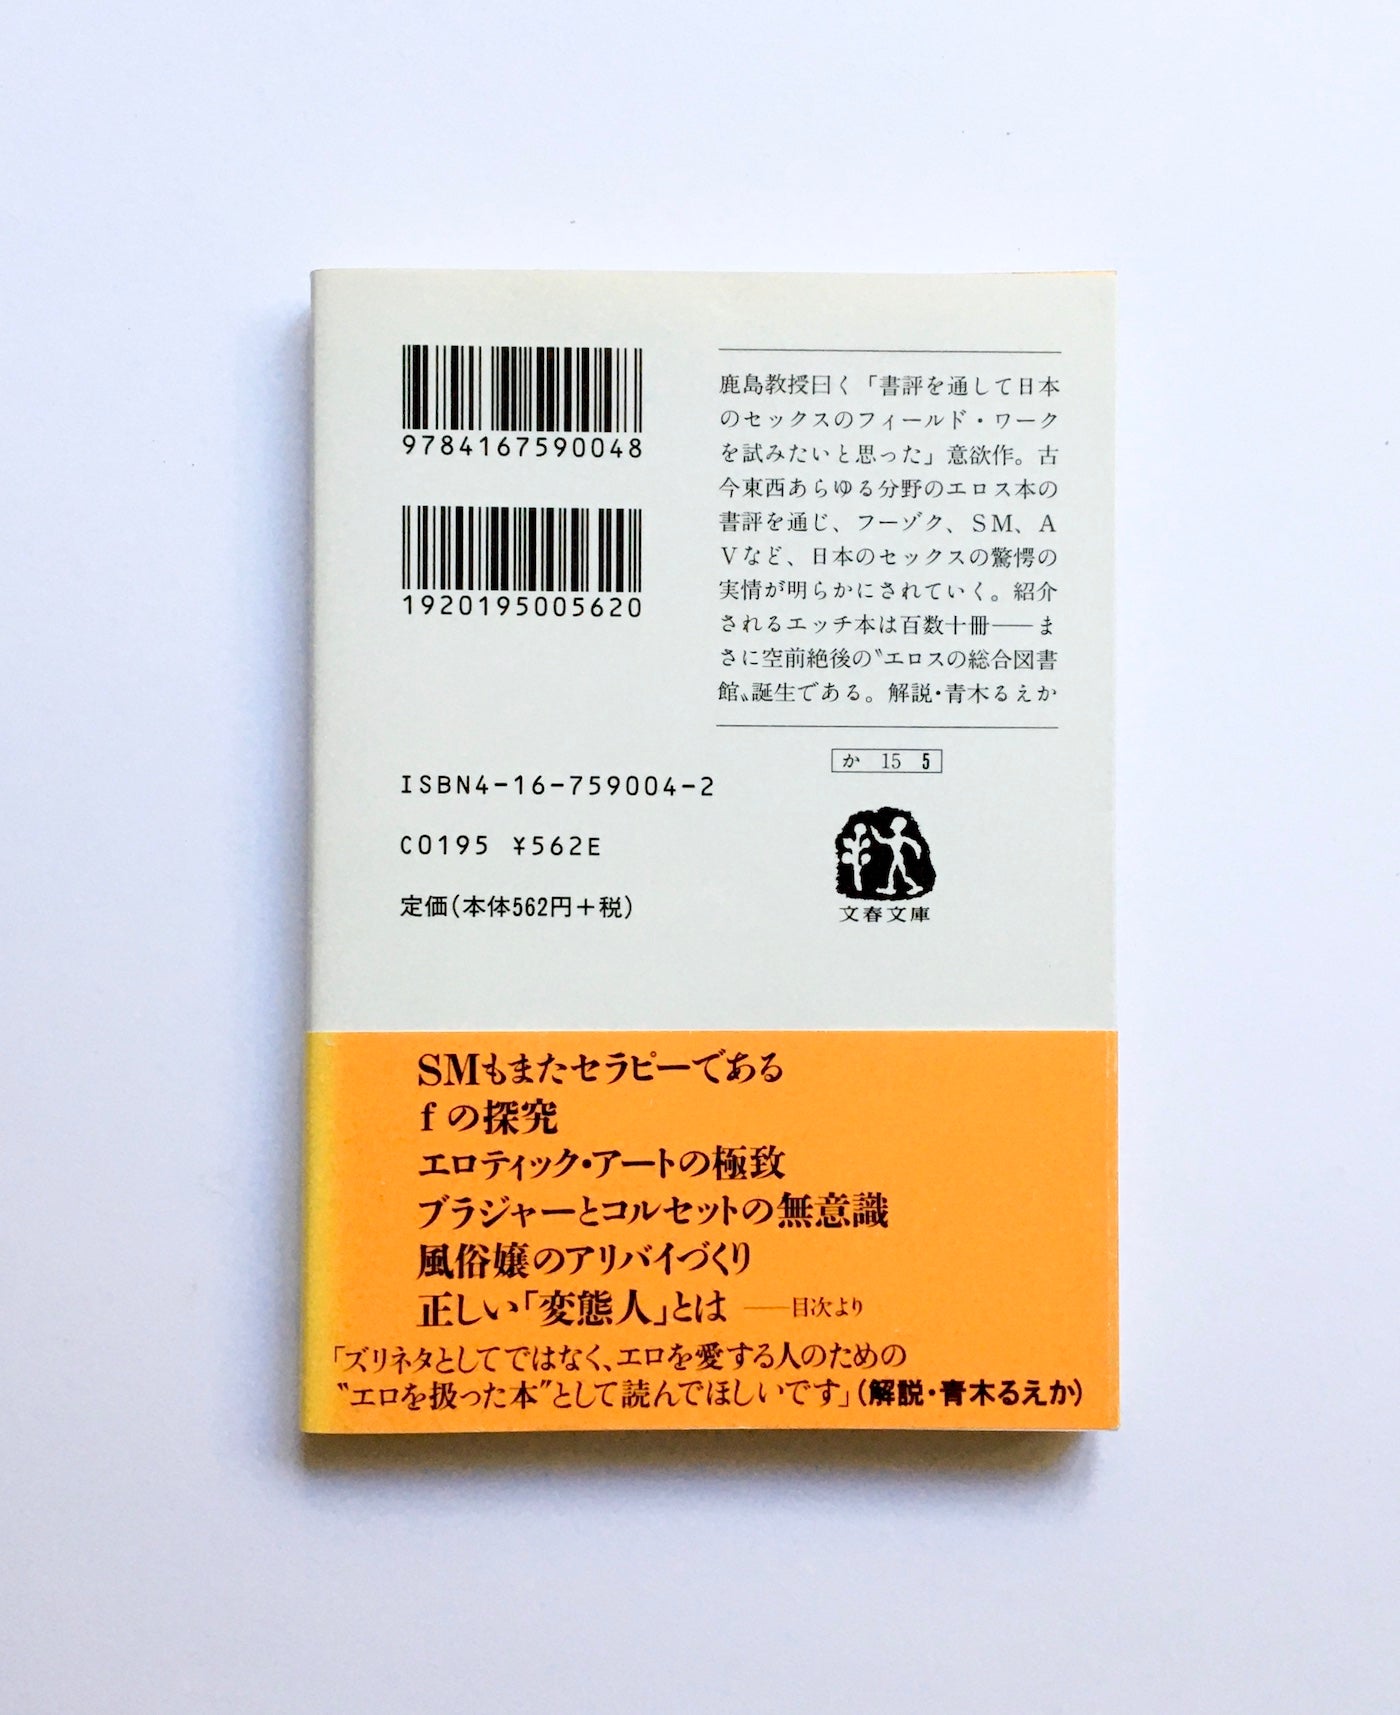 9784167590048
1920195005620
鹿島教授曰く「書評を通して日本
のセックスのフィールド・ワーク
を試みたいと思った」意欲作。古
今東西あらゆる分野のエロス本の
書評を通じ、フーゾク、ＳＭ、Ａ
Ｖなど、日本のセックスの驚愕の
実情が明らかにされていく。紹介
されるエッチ本は百数十冊――ま
さに空前絶後の〝エロスの総合図書
館〟誕生である。解説・青木るえか
か 15 5
文春文庫
ISBN4-16-759004-2
C0195 ¥562E
定価(本体562円＋税)
SMもまたセラピーである
fの探究
エロティック・アートの極致
ブラジャーとコルセットの無意識
風俗嬢のアリバイづくり
正しい「変態人」とは ――目次より
「ズリネタとしてではなく、エロを愛する人のための
〝エロを扱った本〞として読んでほしいです」(解説・青木るえか)